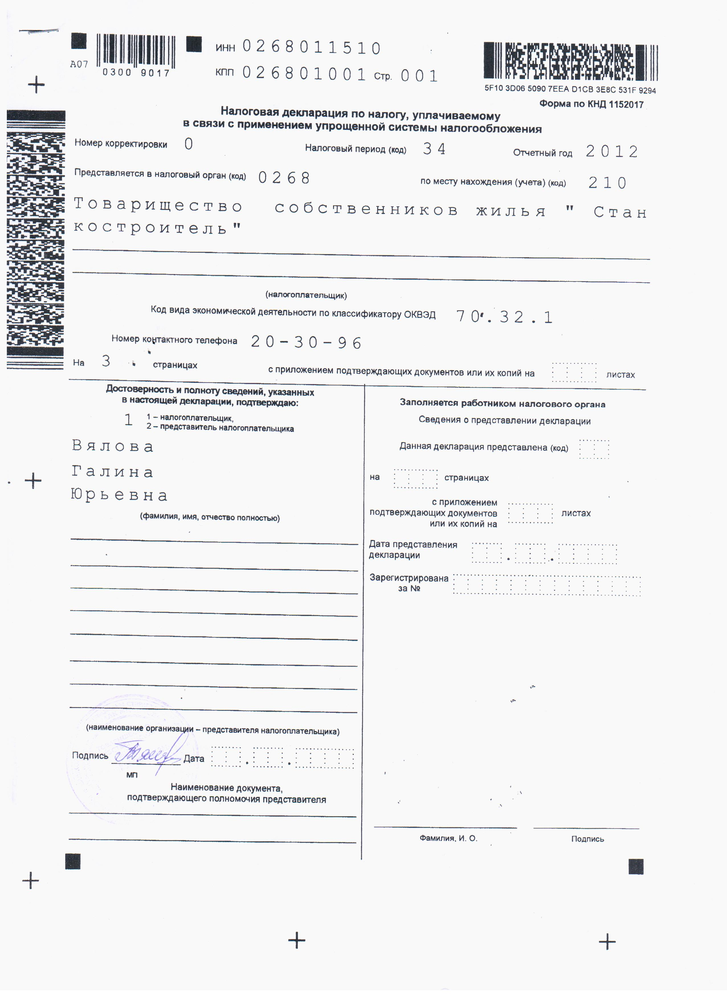 ИНН 0268011510
А07
0300 9017
КПП 026801001 Стр. 001
5F10 3D06 5090 7EEA D1CB 3E8C 531F 9294
Форма по КНД 1152017
Налоговая декларация по налогу, уплачиваемому
в связи с применением упрощенной системы налогообложения
Номер корректировки 0 Налоговый период (код) 34 Отчетный год 2012
Представляется в налоговый орган (код) 0268 по месту нахождения (учета) (код) 210
Товарищество собственников жилья " Стан
костроитель"
(налогоплательщик)
Код вида экономической деятельности по классификатору ОКВЭД 70.32.1
Номер контактного телефона 20-30-96
На 3 страницах с приложением подтверждающих документов или их копий на листах
Достоверность и полноту сведений, указанных
в настоящей декларации, подтверждаю:
1 1 – налогоплательщик,
2 – представитель налогоплательщика
Вялова
Галина
Юрьевна
(фамилия, имя, отчество полностью)
(наименование организации – представителя налогоплательщика)
Подпись Дата
МП
Наименование документа,
подтверждающего полномочия представителя
Заполняется работником налогового органа
Сведения о представлении декларации
Данная декларация представлена (код)
на страницах
с приложением
подтверждающих документов листах
или их копий на
Дата представления
декларации
Зарегистрирована
за №
Фамилия, И. О. Подпись